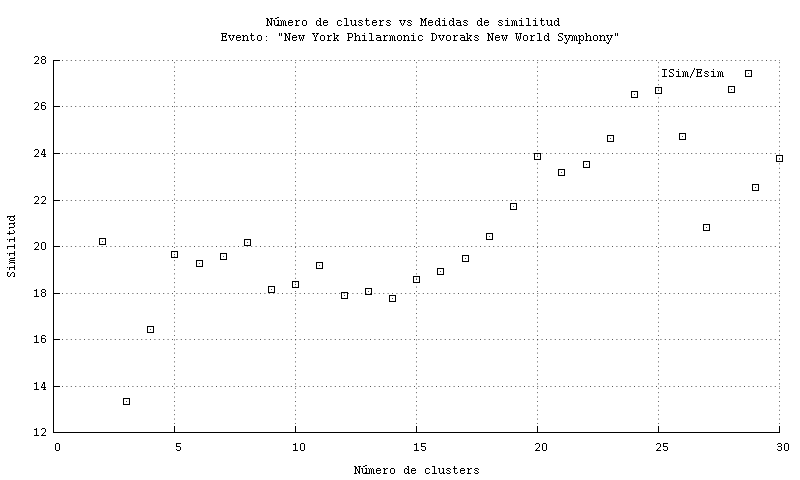 Número de clusters vs Medidas de similitud
Evento: "New York Philarmonic Dvoraks New World Symphony"
28
ISim/Esim
26
24
22
20
18
16
14
12
Similitud
0 5 10 15 20 25 30
Número de clusters